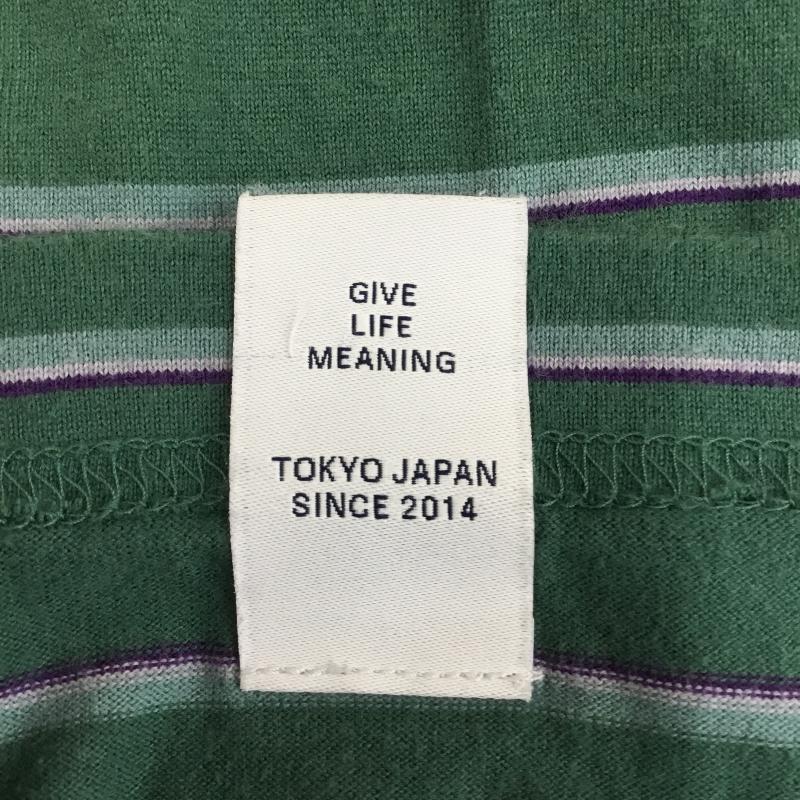 GIVE
LIFE
MEANING
TOKYO JAPAN
SINCE 2014